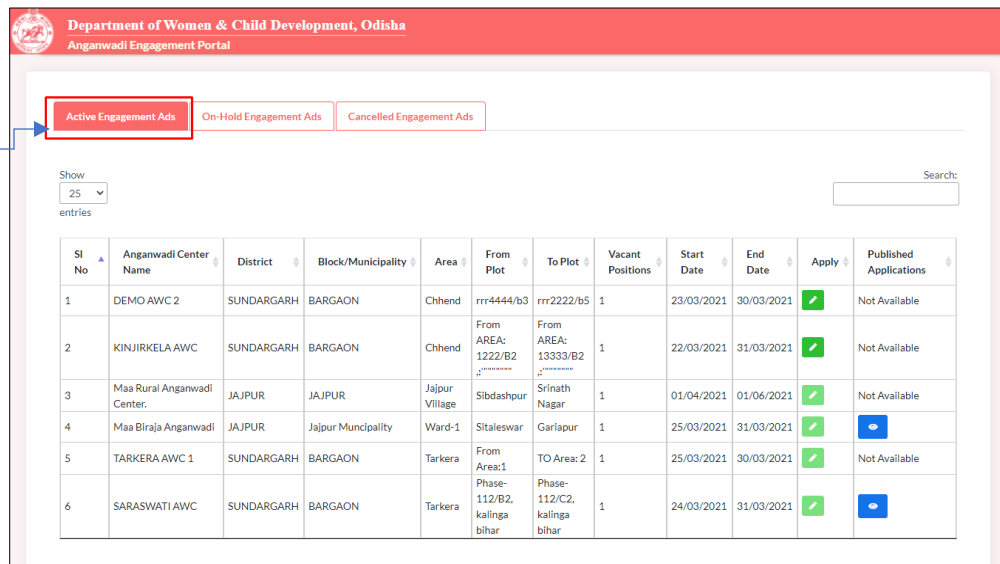 Department of Women & Child Development, Odisha
Anganwadi Engagement Portal
Active Engagement Ads On-Hold Engagement Ads Cancelled Engagement Ads
Show
Search:
25
entries
Sl No Anganwadi Center Name District Block/Municipality Area From Plot To Plot Vacant Positions Start Date End Date Apply Published Applications
1 DEMO AWC 2 SUNDARGARH BARGAON Chhend rrr4444/b3 rrr2222/b5 1 23/03/2021 30/03/2021 Not Available
2 KINJIRKELA AWC SUNDARGARH BARGAON Chhend From AREA: 1222/B2 ,:'""""""" From AREA: 13333/B2 ,:'""""""" 1 22/03/2021 31/03/2021 Not Available
3 Maa Rural Anganwadi Center. JAJPUR JAJPUR Jajpur Village Sibdashpur Srinath Nagar 1 01/04/2021 01/06/2021 Not Available
4 Maa Biraja Anganwadi JAJPUR Jajpur Muncipality Ward-1 Sitaleswar Gariapur 1 25/03/2021 31/03/2021
5 TARKERA AWC 1 SUNDARGARH BARGAON Tarkera From Area:1 TO Area: 2 1 25/03/2021 30/03/2021 Not Available
6 SARASWATI AWC SUNDARGARH BARGAON Tarkera Phase-112/B2, kalinga bihar Phase-112/C2, kalinga bihar 1 24/03/2021 31/03/2021